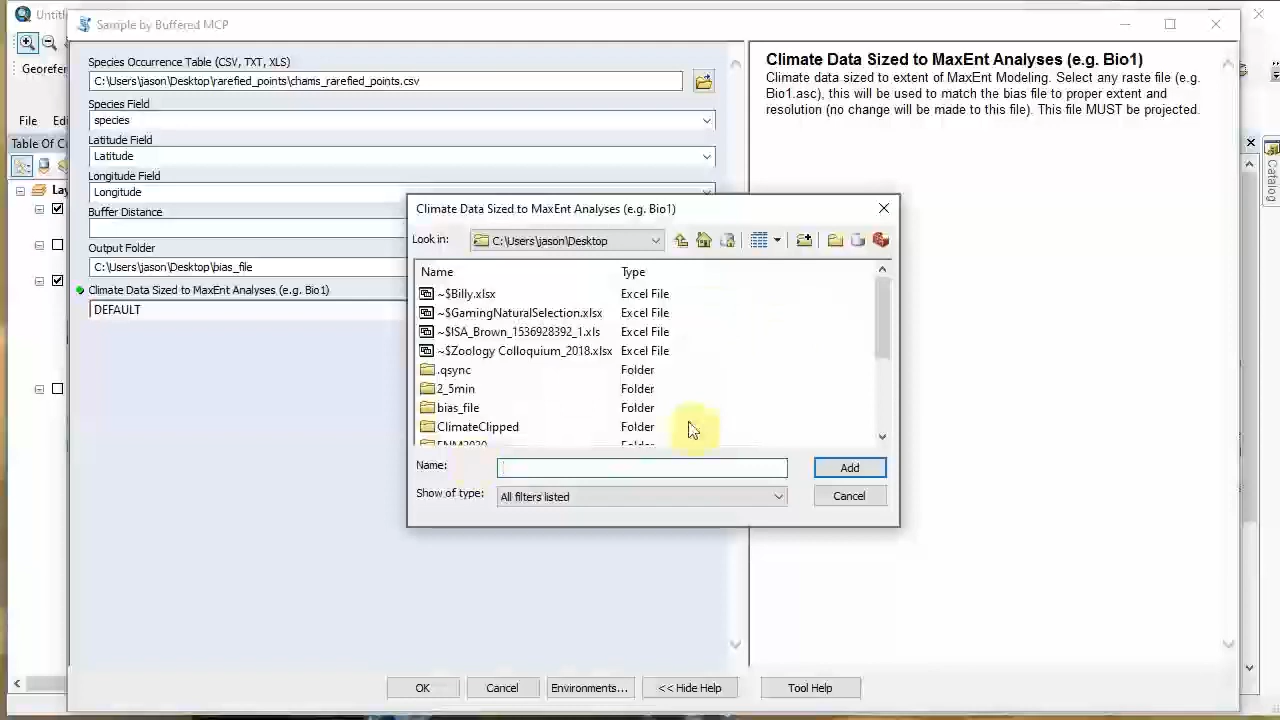 Untitl
Sample by Buffered MCP
Georefer
File Edi
Table Of C
Lay
Species Occurrence Table (CSV, TXT, XLS)
C:\Users\jason\Desktop\rarefied_points\chams_rarefied_points.csv
Species Field
species
Latitude Field
Latitude
Longitude Field
Longitude
Buffer Distance
Output Folder
C:\Users\jason\Desktop\bias_file
Climate Data Sized to MaxEnt Analyses (e.g. Bio1)
DEFAULT
Climate Data Sized to MaxEnt Analyses (e.g. Bio1)
Climate data sized to extent of MaxEnt Modeling. Select any raste file (e.g.
Bio1.asc), this will be used to match the bias file to proper extent and
resolution (no change will be made to this file). This file MUST be projected.
Catalog
Climate Data Sized to MaxEnt Analyses (e.g. Bio1)
Look in: C:\Users\jason\Desktop
Name Type
~$Billy.xlsx Excel File
~$GamingNaturalSelection.xlsx Excel File
~$ISA_Brown_1536928392_1.xls Excel File
~$Zoology Colloquium_2018.xlsx Excel File
.qsync Folder
2_5min Folder
bias_file Folder
ClimateClipped Folder
ENM2020 Folder
Name: Add
Show of type: All filters listed Cancel
OK Cancel Environments... << Hide Help Tool Help